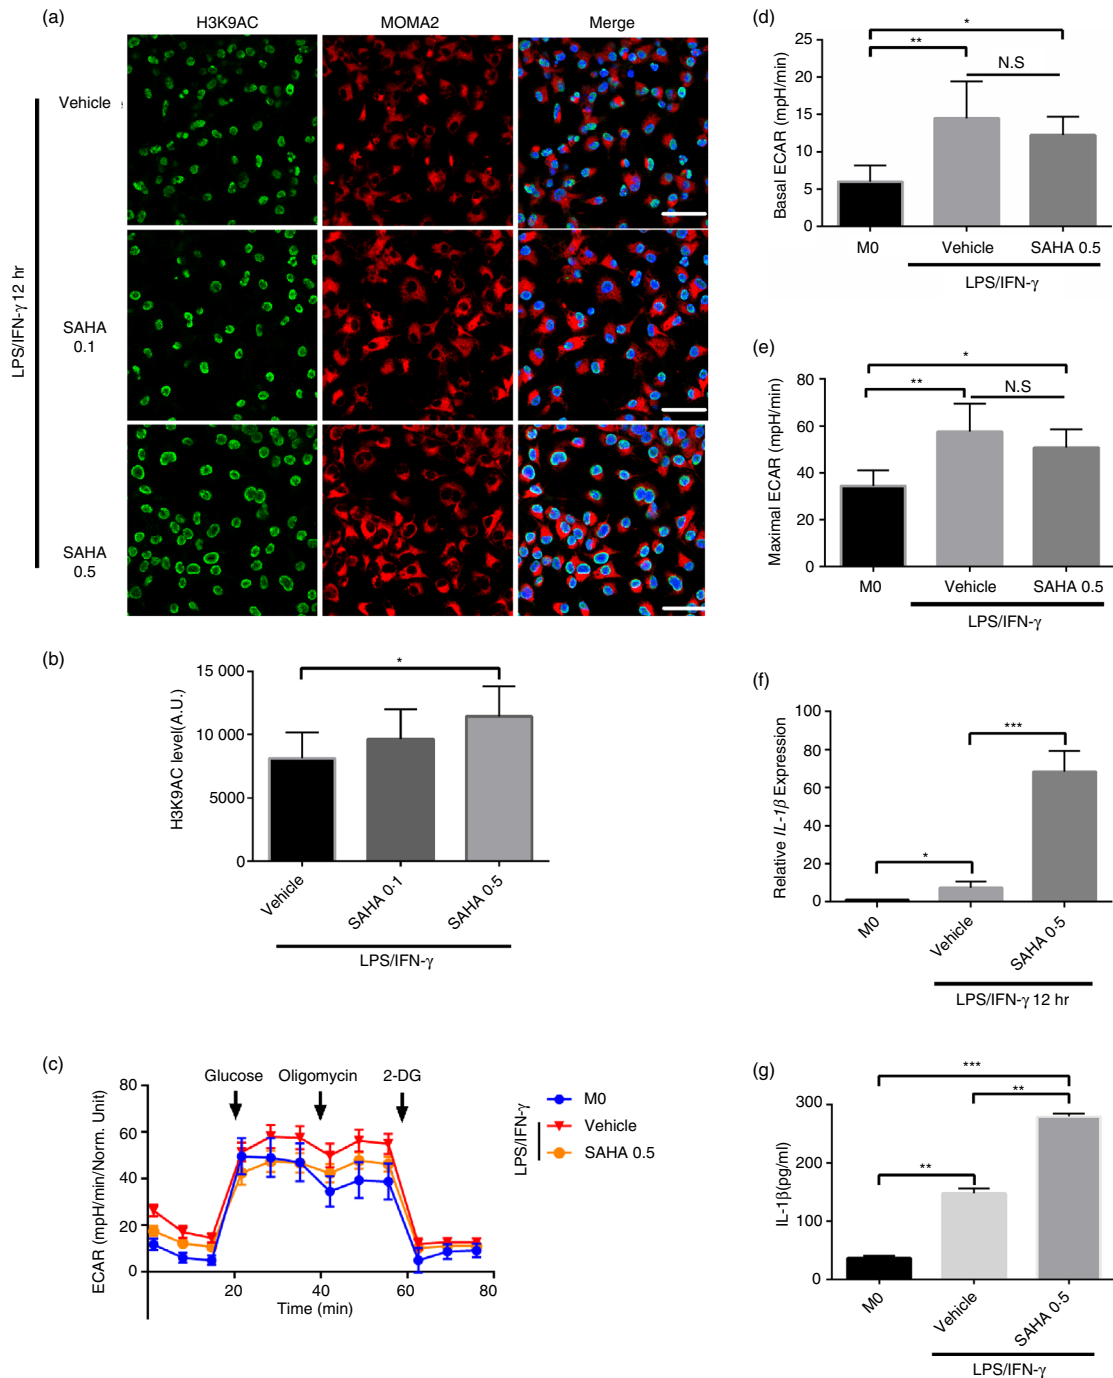 (a)
H3K9AC
MOMA2
Merge
LPS/IFN-γ 12 hr
Vehicle
SAHA
0.1
SAHA
0.5
(b)
H3K9AC level(A.U.)
15 000
10 000
5000
0
*
Vehicle
SAHA 0·1
SAHA 0·5
LPS/IFN-γ
(c)
ECAR (mpH/min/Norm. Unit)
80
60
40
20
0
Glucose
Oligomycin
2-DG
20
40
60
80
Time (min)
LPS/IFN-γ
M0
Vehicle
SAHA 0.5
(d)
Basal ECAR (mpH/min)
25
20
15
10
5
0
*
**
N.S
M0
Vehicle
SAHA 0.5
LPS/IFN-γ
(e)
Maximal ECAR (mpH/min)
80
60
40
20
0
*
**
N.S
M0
Vehicle
SAHA 0.5
LPS/IFN-γ
(f)
Relative IL-1β Expression
100
80
60
40
20
0
***
*
M0
Vehicle
SAHA 0·5
LPS/IFN-γ 12 hr
(g)
IL-1β(pg/ml)
300
200
100
0
***
**
**
M0
Vehicle
SAHA 0·5
LPS/IFN-γ